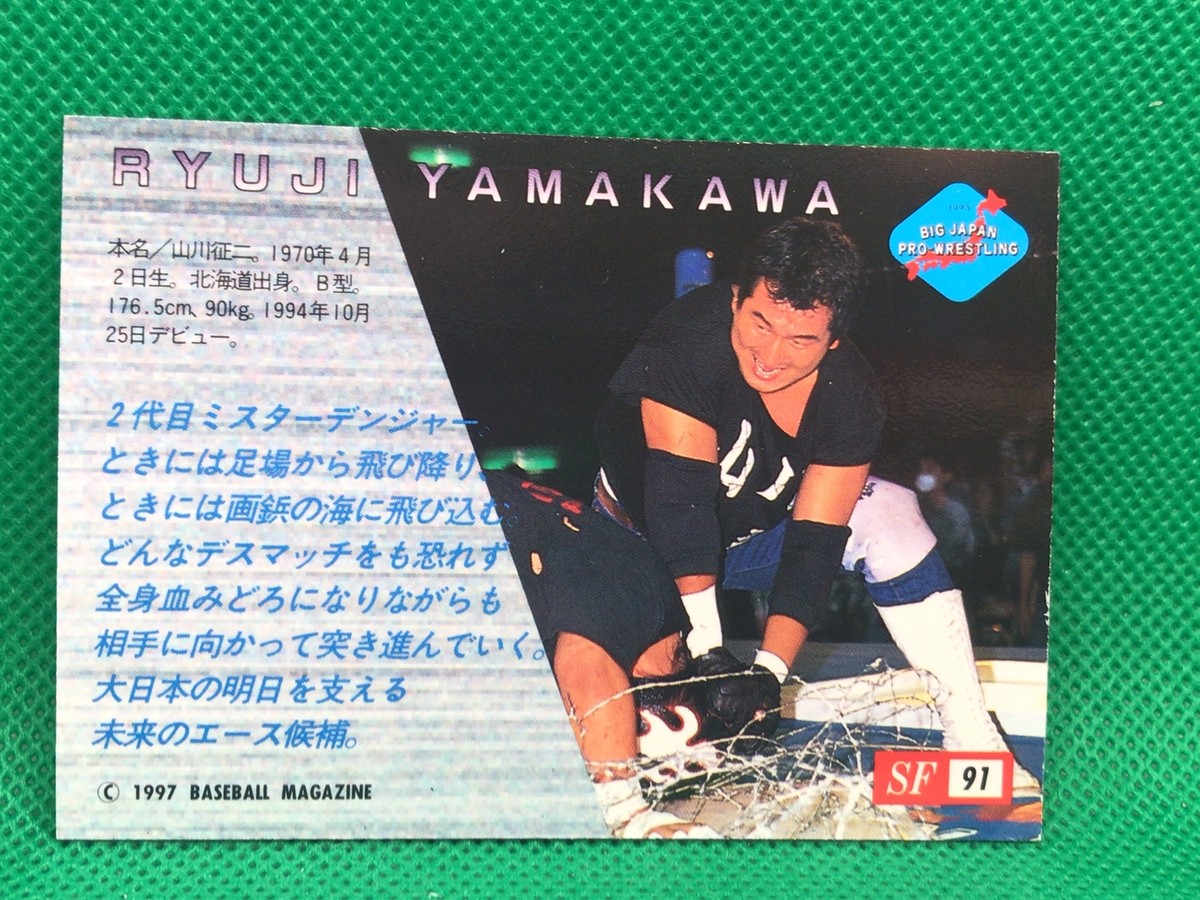 RYUJI YAMAKAWA
1995
BIG JAPAN
PRO-WRESTLING
本名／山川征二。1970年4月
2日生。北海道出身。B型。
176.5cm、90kg。1994年10月
25日デビュー。
2代目ミスターデンジャー。
ときには足場から飛び降り、
ときには画鋲の海に飛び込む。
どんなデスマッチをも恐れず
全身血みどろになりながらも
相手に向かって突き進んでいく。
大日本の明日を支える
未来のエース候補。
© 1997 BASEBALL MAGAZINE
SF 91